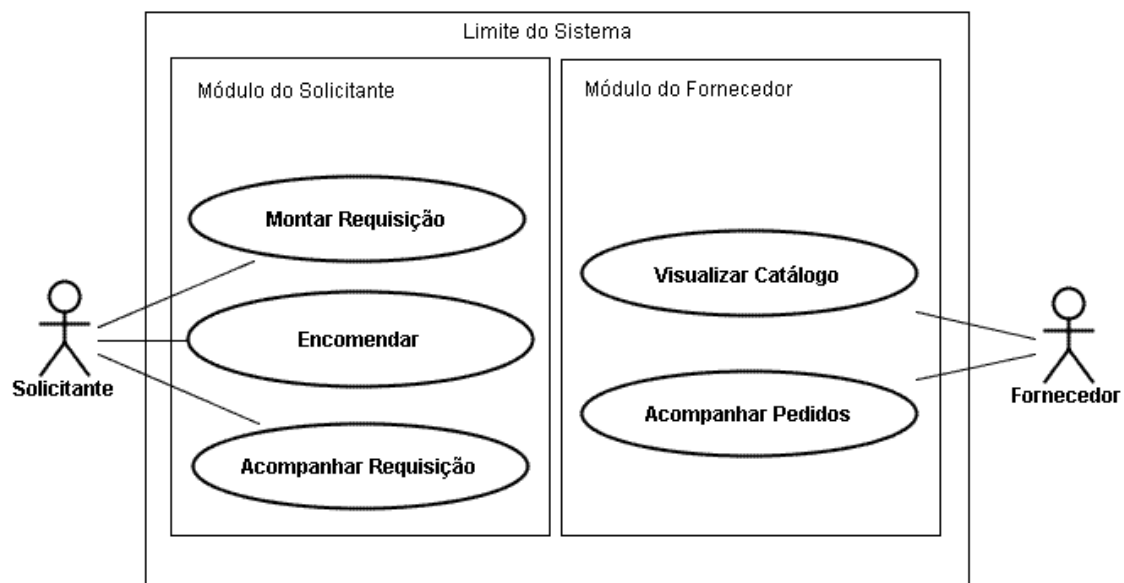 Limite do Sistema
Módulo do Solicitante
Módulo do Fornecedor
Montar Requisição
Visualizar Catálogo
Encomendar
Solicitante
Fornecedor
Acompanhar Pedidos
Acompanhar Requisição